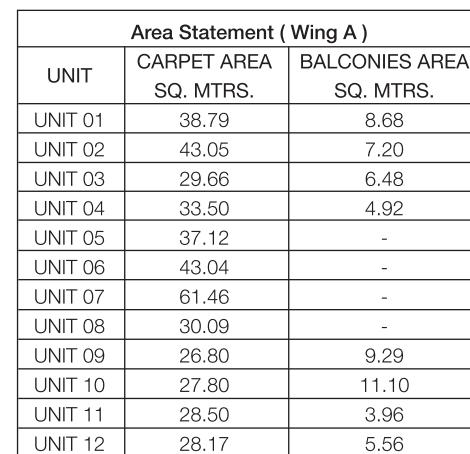 Area Statement ( Wing A )
UNIT CARPET AREA SQ. MTRS. BALCONIES AREA SQ. MTRS.
UNIT 01 38.79 8.68
UNIT 02 43.05 7.20
UNIT 03 29.66 6.48
UNIT 04 33.50 4.92
UNIT 05 37.12 -
UNIT 06 43.04 -
UNIT 07 61.46 -
UNIT 08 30.09 -
UNIT 09 26.80 9.29
UNIT 10 27.80 11.10
UNIT 11 28.50 3.96
UNIT 12 28.17 5.56